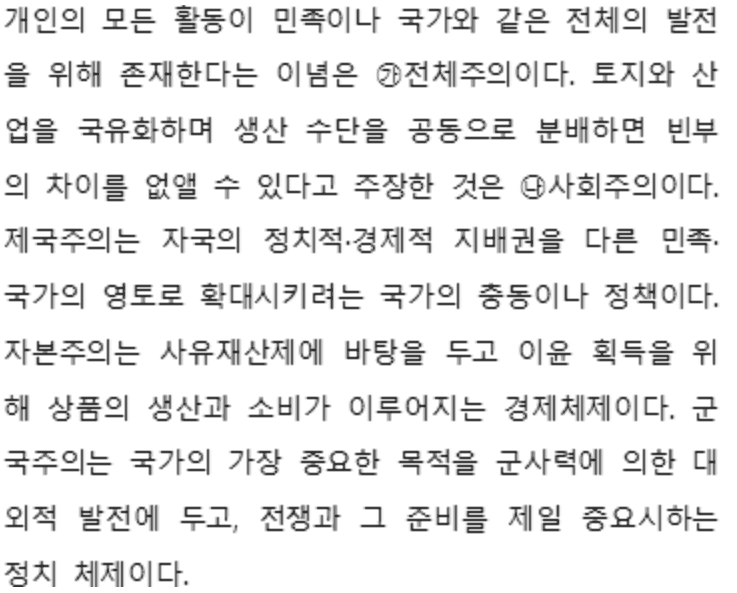 개인의 모든 활동이 민족이나 국가와 같은 전체의 발전
을 위해 존재한다는 이념은 ㉮전체주의이다. 토지와 산
업을 국유화하며 생산 수단을 공동으로 분배하면 빈부
의 차이를 없앨 수 있다고 주장한 것은 ㉯사회주의이다.
제국주의는 자국의 정치적·경제적 지배권을 다른 민족·
국가의 영토로 확대시키려는 국가의 충동이나 정책이다.
자본주의는 사유재산제에 바탕을 두고 이윤 획득을 위
해 상품의 생산과 소비가 이루어지는 경제체제이다. 군
국주의는 국가의 가장 중요한 목적을 군사력에 의한 대
외적 발전에 두고, 전쟁과 그 준비를 제일 중요시하는
정치 체제이다.